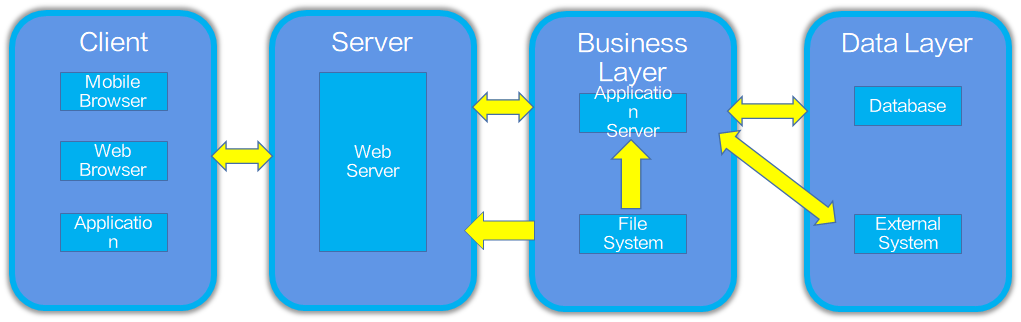 Client
Mobile
Browser
Web
Browser
Applicatio
n
Server
Web
Server
Business
Layer
Applicatio
n
Server
File
System
Data Layer
Database
External
System